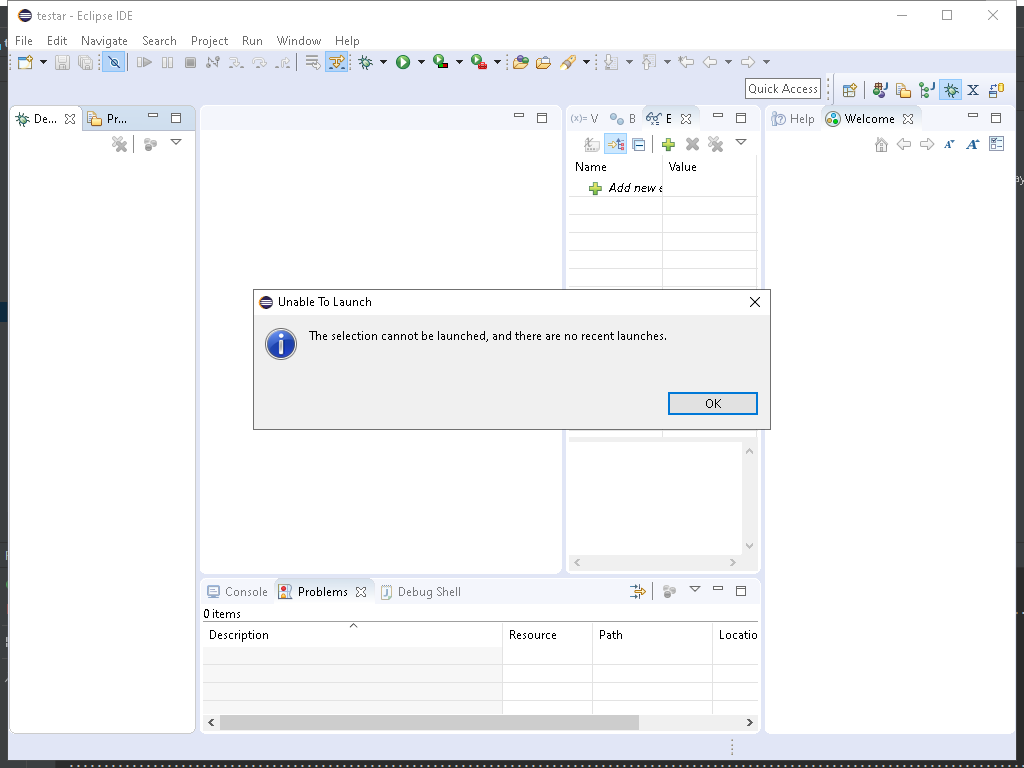 testar - Eclipse IDE
File Edit Navigate Search Project Run Window Help
Quick Access
De... Pr... (x)= V B E Help Welcome
Name Value
Add new e
Unable To Launch
The selection cannot be launched, and there are no recent launches.
OK
Console Problems Debug Shell
0 items
Description Resource Path Locatio